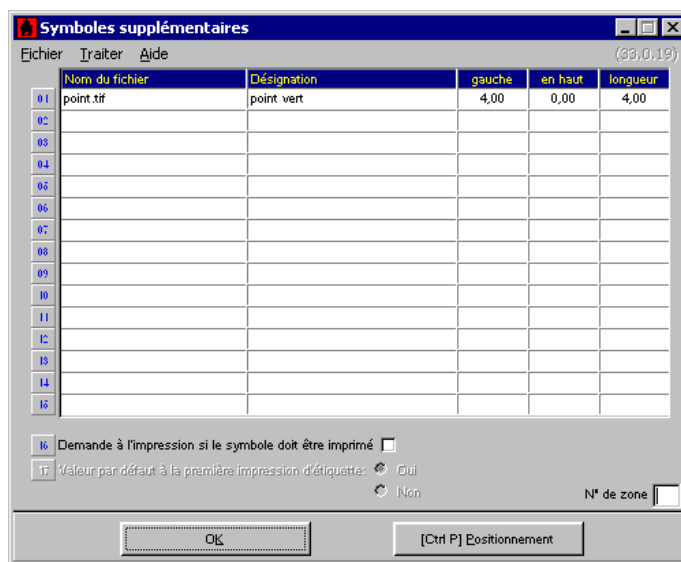 Symboles supplémentaires
Fichier Traiter Aide (33.0.19)
Nom du fichier Désignation gauche en haut longueur
01 point.tif point vert 4,00 0,00 4,00
02
03
04
05
06
07
08
09
10
11
12
13
14
15
16 Demande à l'impression si le symbole doit être imprimé
17 Valeur par défaut à la première impression d'étiquette: Oui
Non
N° de zone
OK [Ctrl P] Positionnement